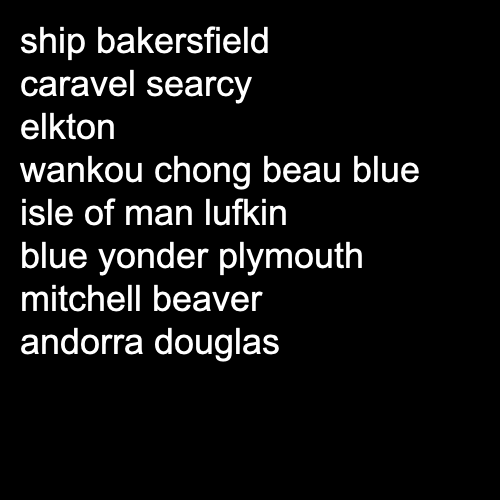 ship bakersfield
caravel searcy
elkton
wankou chong beau blue
isle of man lufkin
blue yonder plymouth
mitchell beaver
andorra douglas